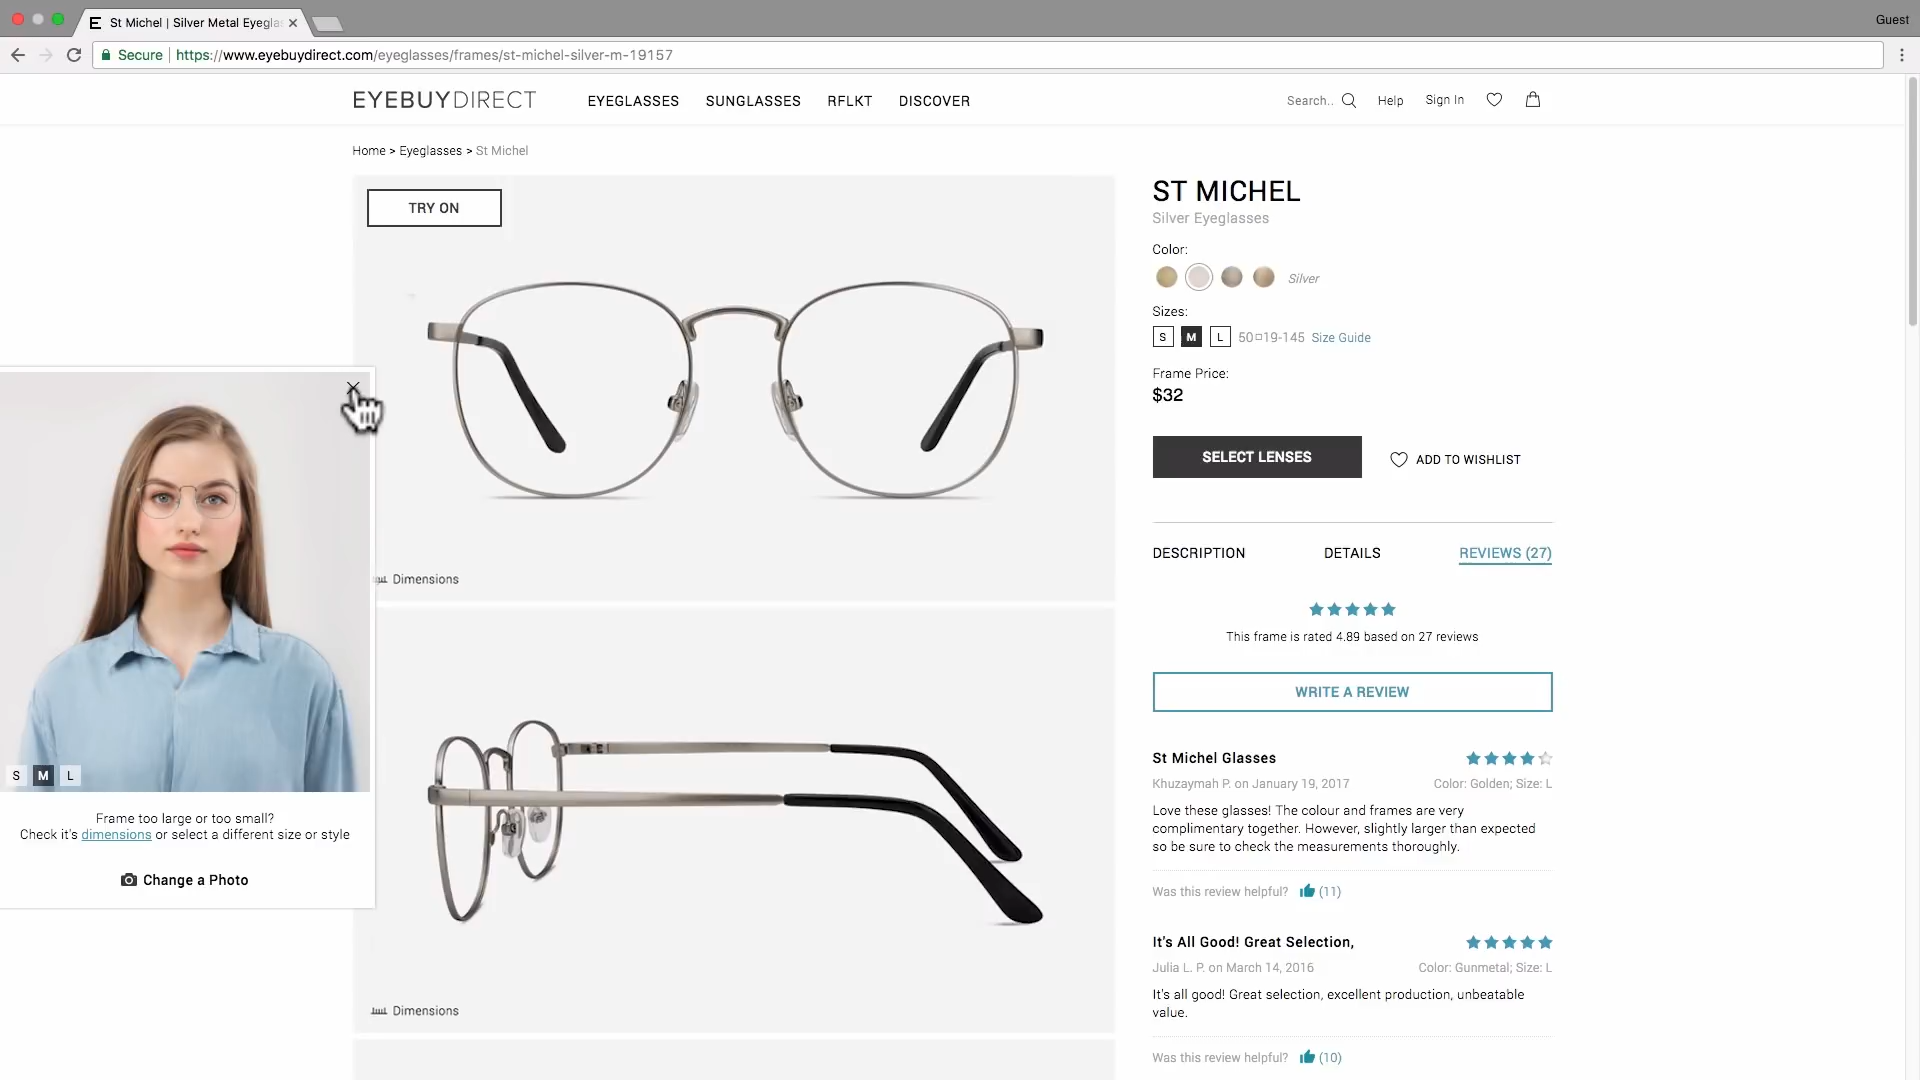 St Michel | Silver Metal Eyegla
Guest
Secure https://www.eyebuydirect.com/eyeglasses/frames/st-michel-silver-m-19157
EYEBUYDIRECT EYEGLASSES SUNGLASSES RFLKT DISCOVER Search.. Help Sign In
Home > Eyeglasses > St Michel
TRY ON
Dimensions
Dimensions
ST MICHEL
Silver Eyeglasses
Color:
Silver
Sizes:
S M L 50□19-145 Size Guide
Frame Price:
$32
SELECT LENSES ADD TO WISHLIST
DESCRIPTION DETAILS REVIEWS (27)
This frame is rated 4.89 based on 27 reviews
WRITE A REVIEW
St Michel Glasses
Khuzaymah P. on January 19, 2017 Color: Golden; Size: L
Love these glasses! The colour and frames are very
complimentary together. However, slightly larger than expected
so be sure to check the measurements thoroughly.
Was this review helpful? (11)
It's All Good! Great Selection,
Julia L. P. on March 14, 2016 Color: Gunmetal; Size: L
It's all good! Great selection, excellent production, unbeatable
value.
Was this review helpful? (10)
S M L
Frame too large or too small?
Check it's dimensions or select a different size or style
Change a Photo